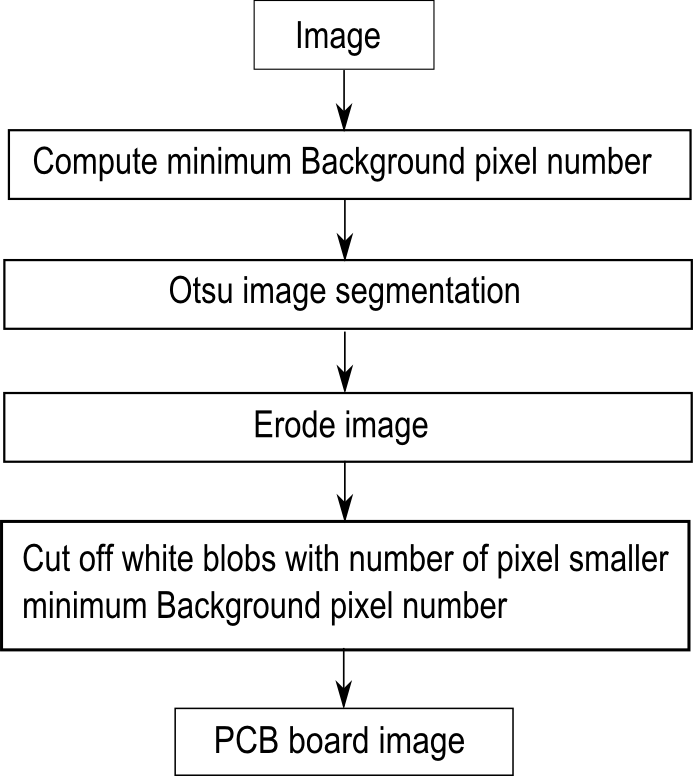 Image
Compute minimum Background pixel number
Otsu image segmentation
Erode image
Cut off white blobs with number of pixel smaller
minimum Background pixel number
PCB board image